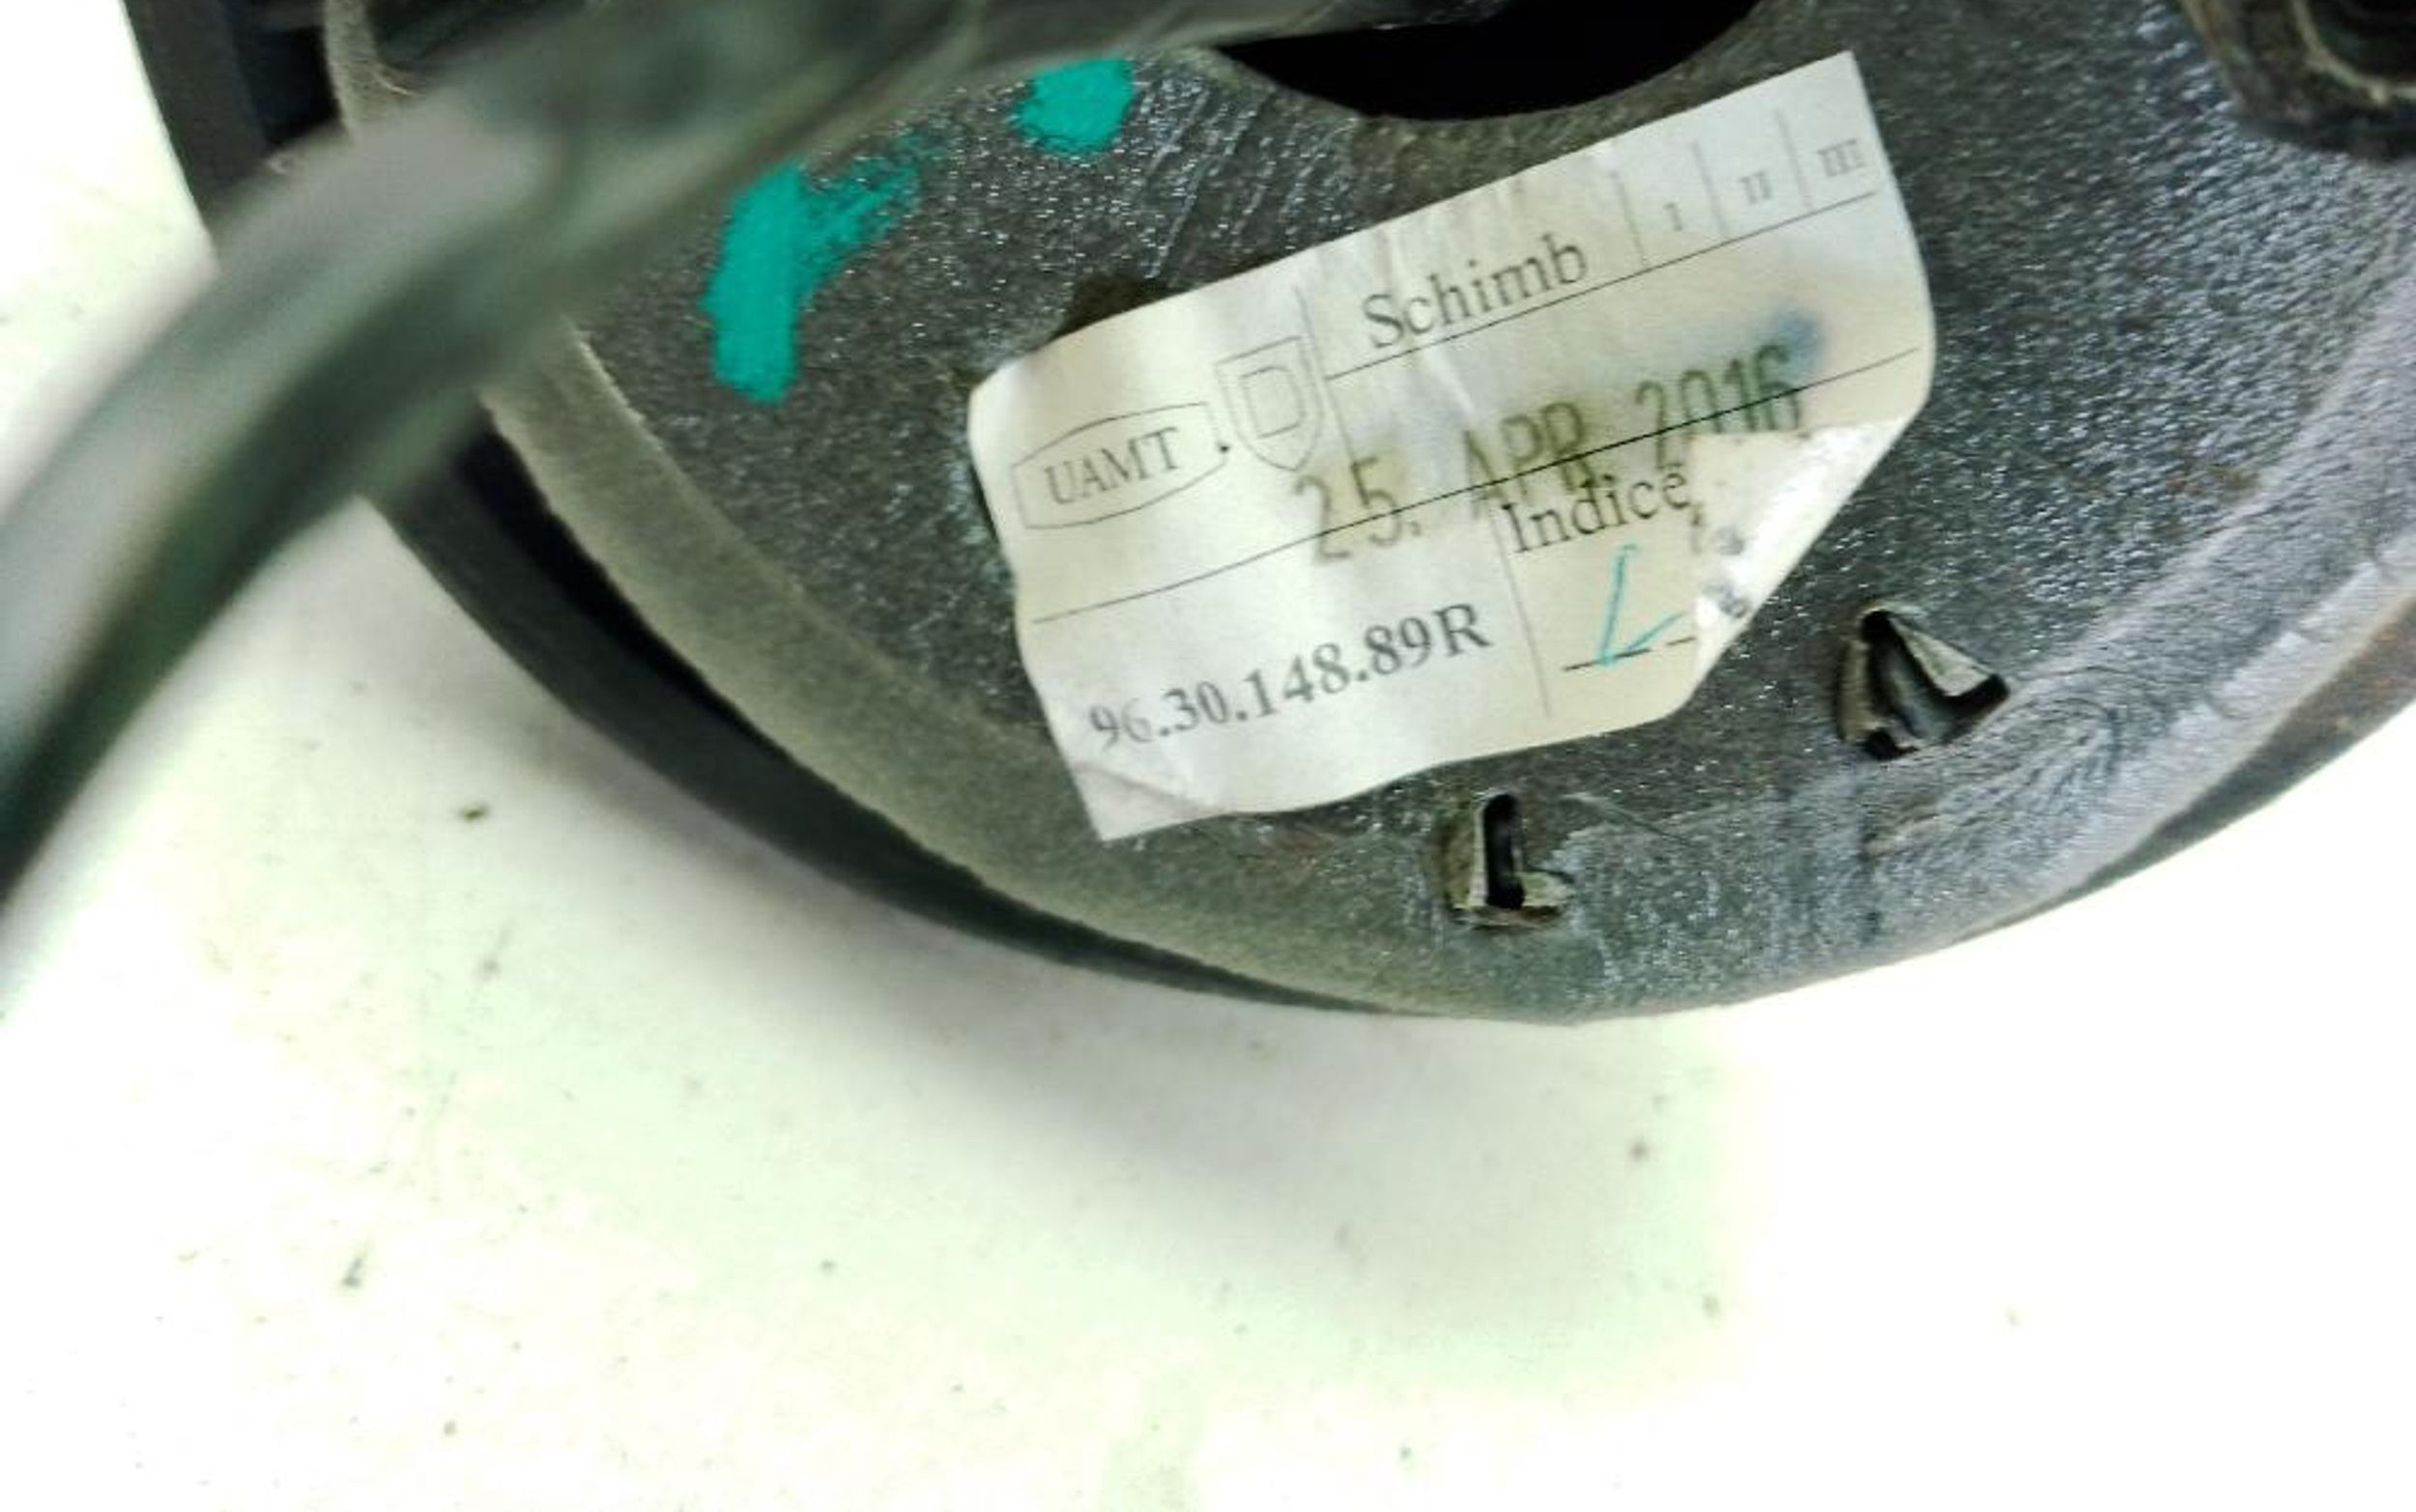 Schimb I II III
UAMT
25. APR. 2016
Indice
L
96.30.148.89R